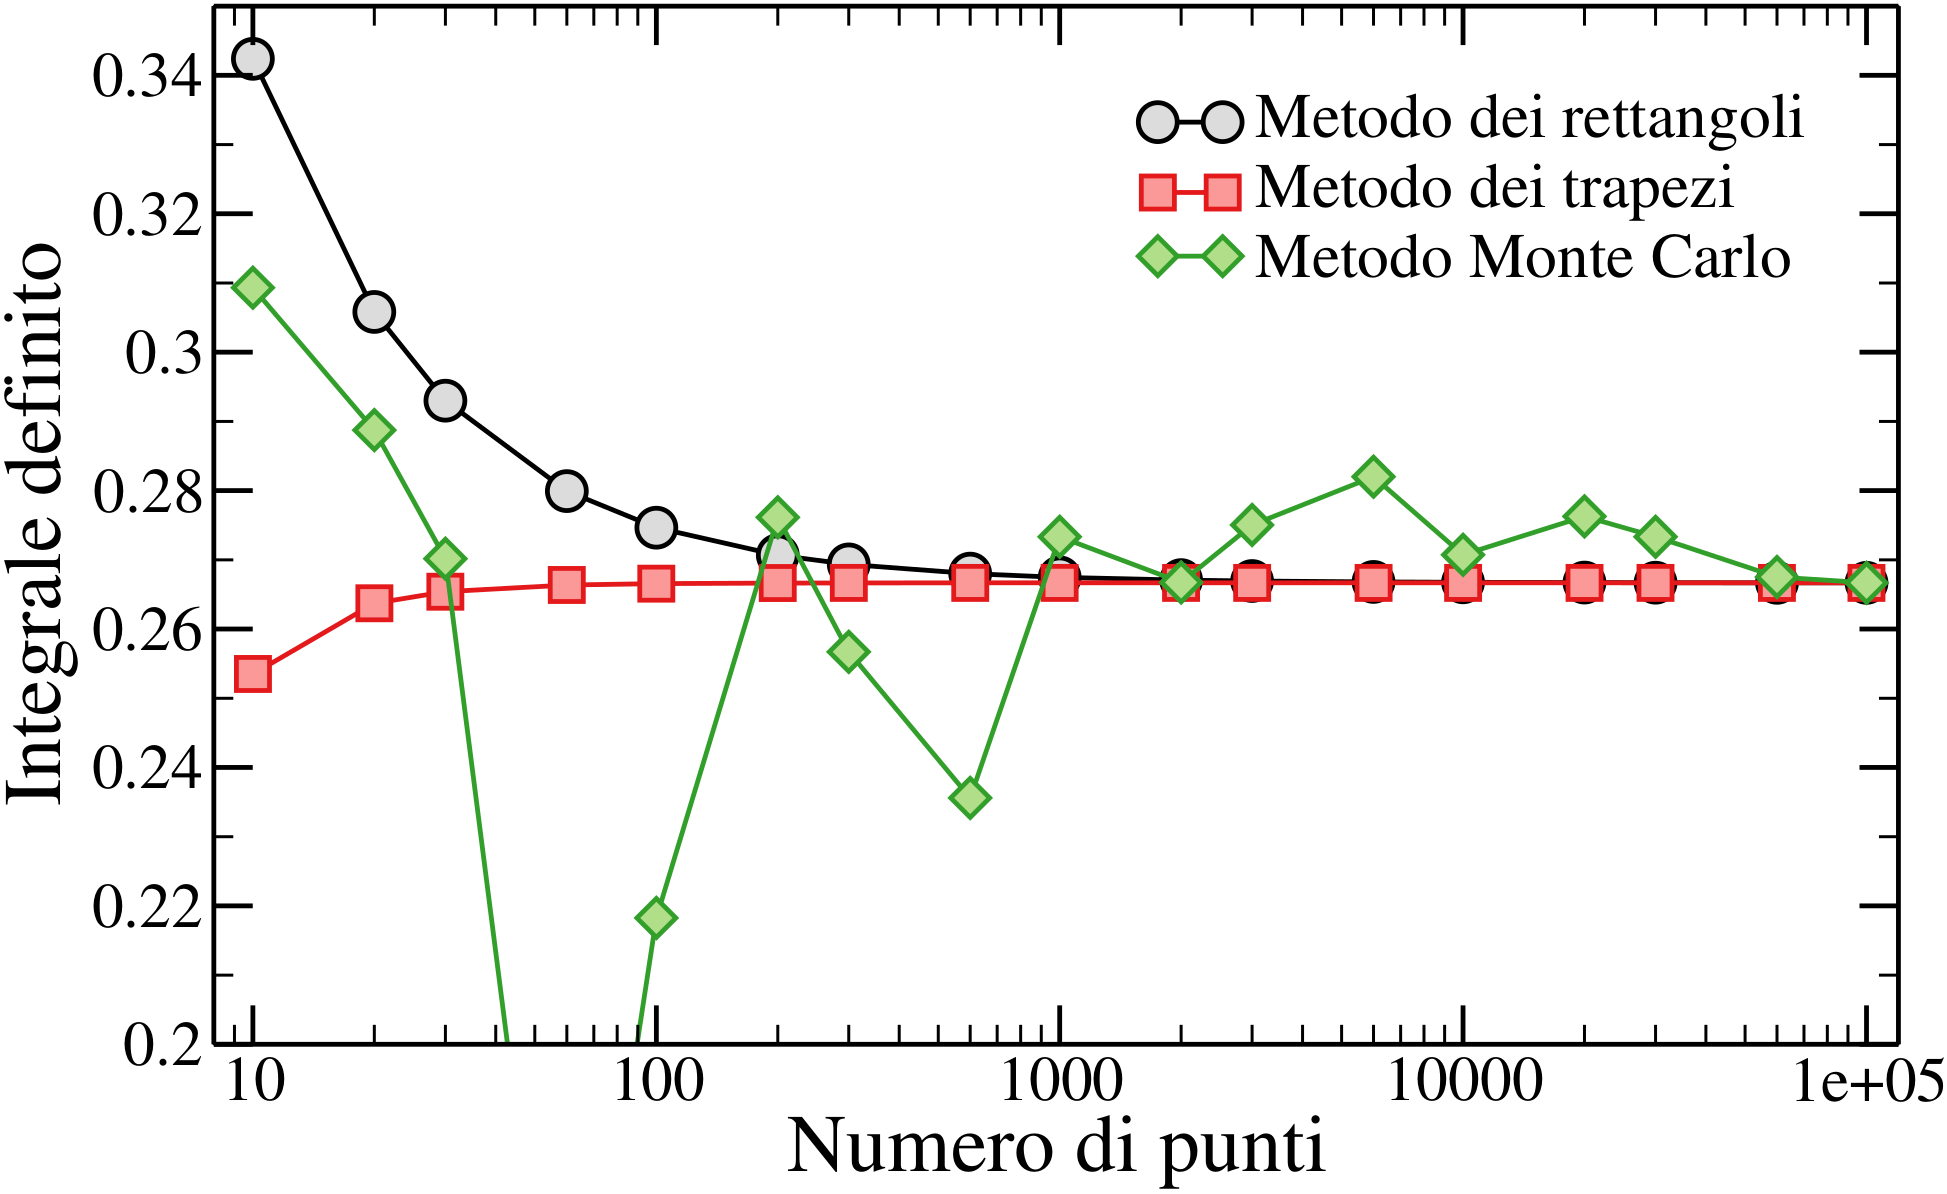 0.34
0.32
0.3
0.28
0.26
0.24
0.22
0.2
Integrale definito
Metodo dei rettangoli
Metodo dei trapezi
Metodo Monte Carlo
10
100
1000
10000
1e+05
Numero di punti